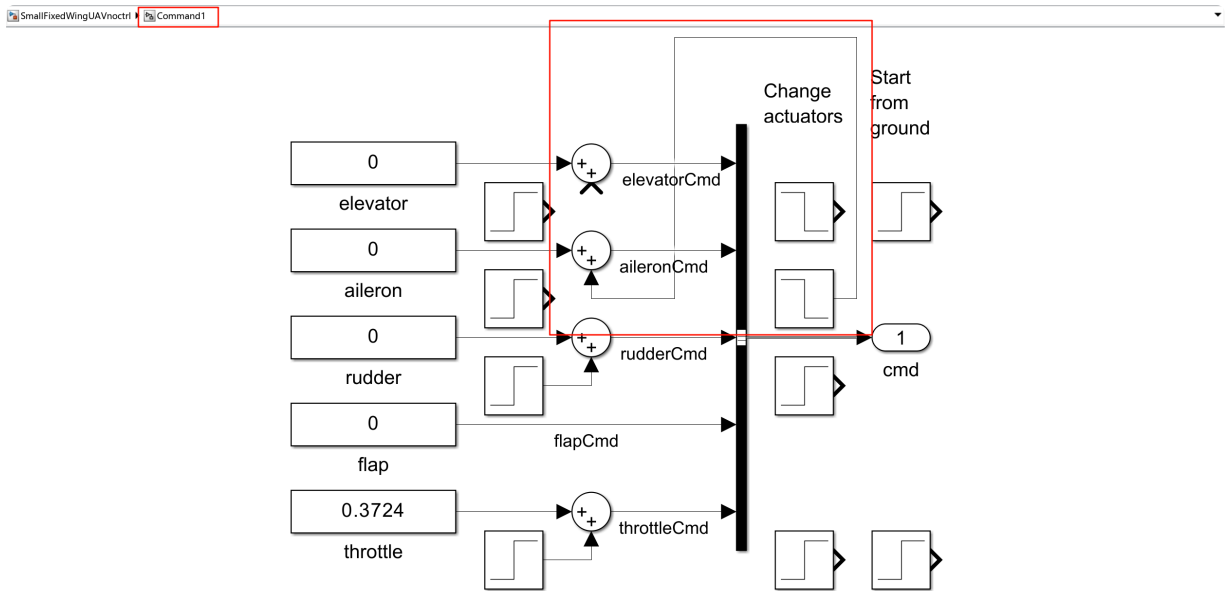 SmallFixedWingUAVnoctrl Command1
Change
actuators
Start
from
ground
0
elevator
+
+
elevatorCmd
0
aileron
+
+
aileronCmd
0
rudder
+
+
rudderCmd
1
cmd
0
flap
flapCmd
0.3724
throttle
+
+
throttleCmd